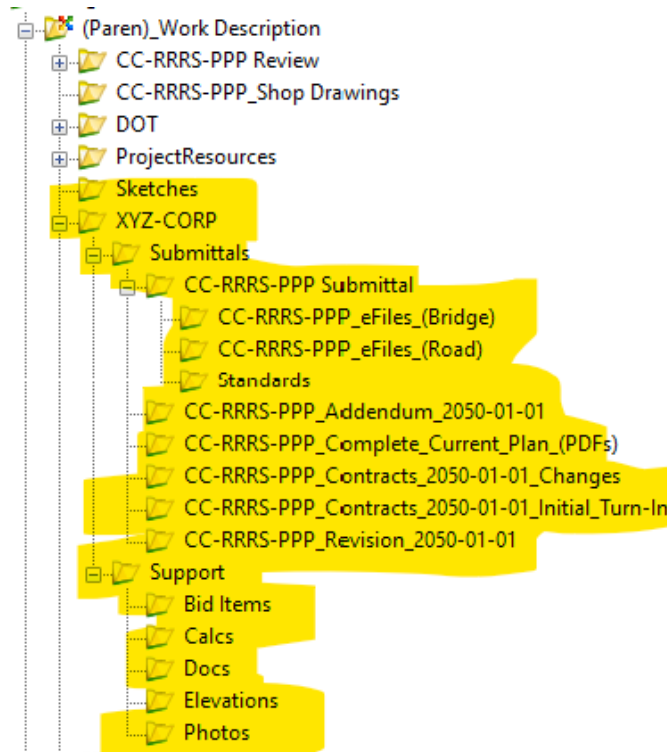 (Paren)_Work Description
CC-RRRS-PPP Review
CC-RRRS-PPP_Shop Drawings
DOT
ProjectResources
Sketches
XYZ-CORP
Submittals
CC-RRRS-PPP Submittal
CC-RRRS-PPP_eFiles_(Bridge)
CC-RRRS-PPP_eFiles_(Road)
Standards
CC-RRRS-PPP_Addendum_2050-01-01
CC-RRRS-PPP_Complete_Current_Plan_(PDFs)
CC-RRRS-PPP_Contracts_2050-01-01_Changes
CC-RRRS-PPP_Contracts_2050-01-01_Initial_Turn-In
CC-RRRS-PPP_Revision_2050-01-01
Support
Bid Items
Calcs
Docs
Elevations
Photos